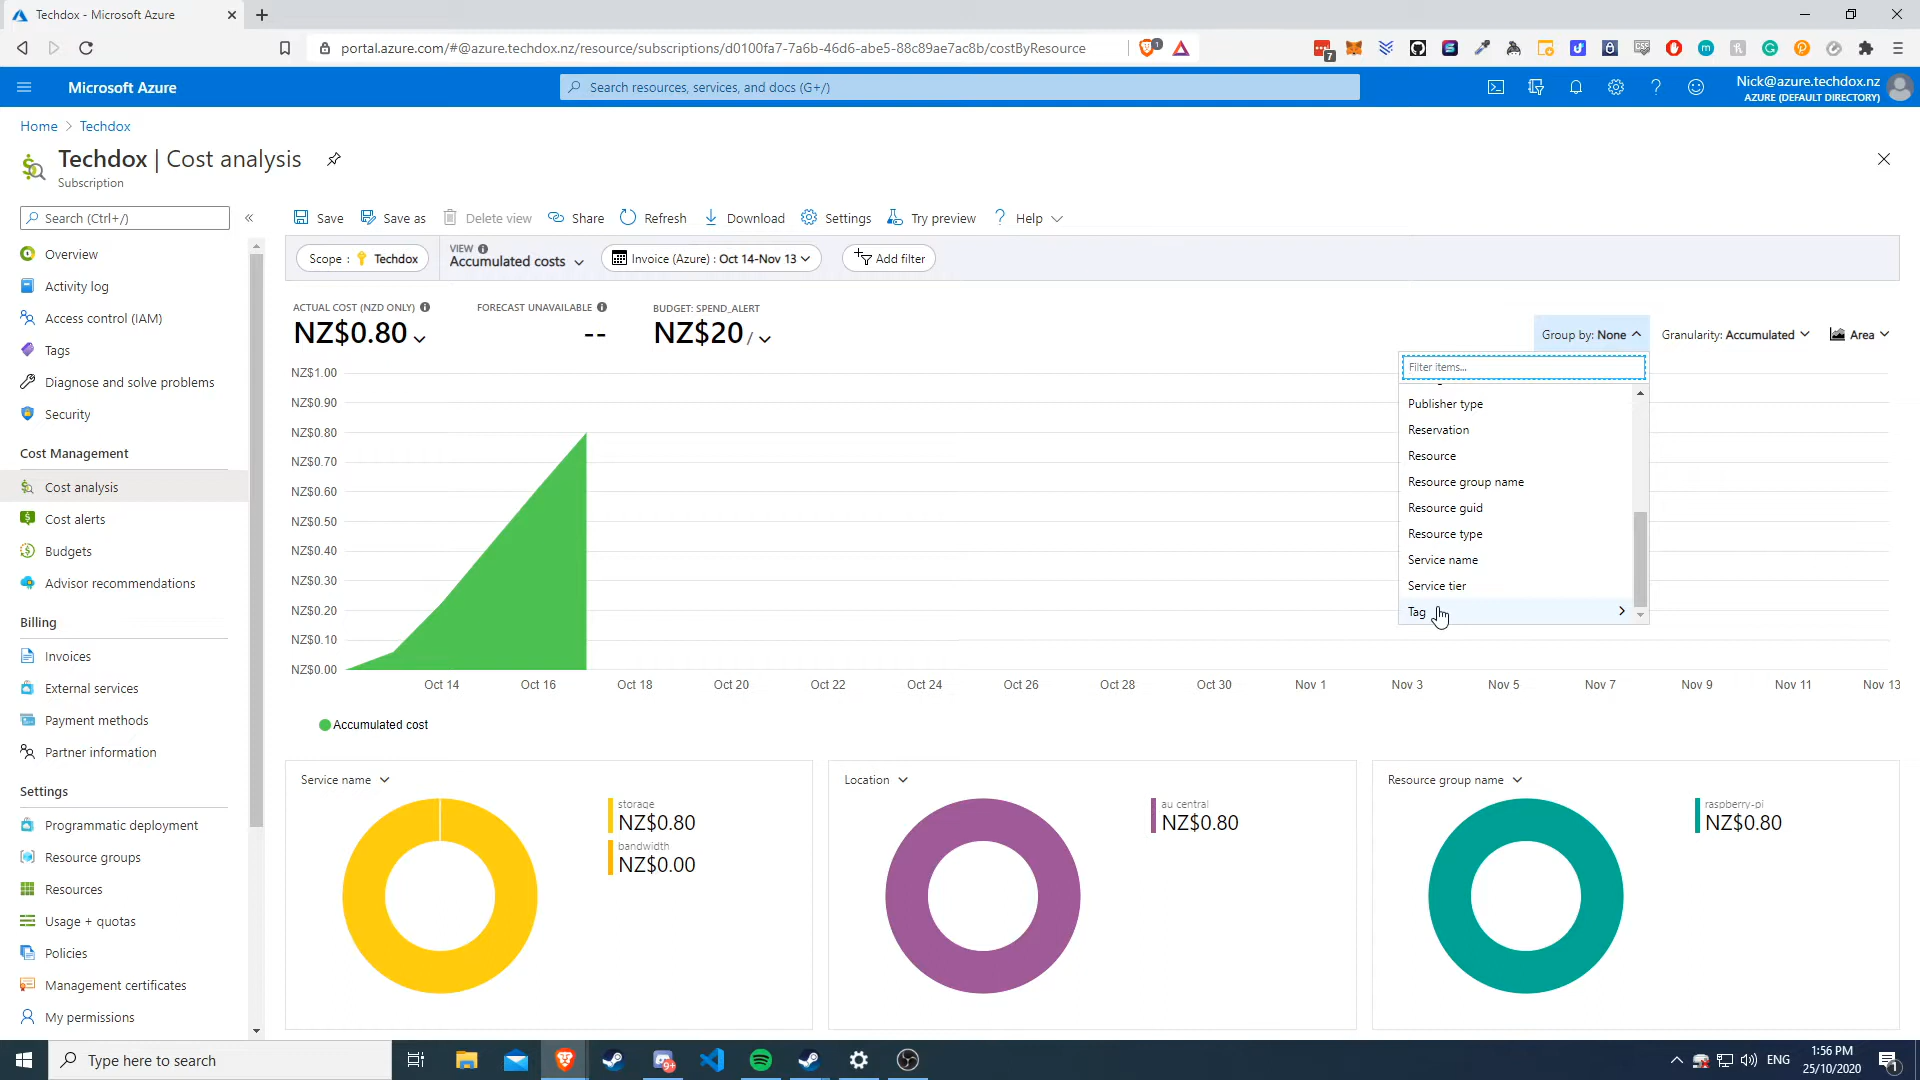 Techdox - Microsoft Azure
portal.azure.com/#@azure.techdox.nz/resource/subscriptions/d0100fa7-7a6b-46d6-abe5-88c89ae7ac8b/costByResource
1
7
Microsoft Azure
Search resources, services, and docs (G+/)
Nick@azure.techdox.nz
AZURE (DEFAULT DIRECTORY)
Home > Techdox
Techdox | Cost analysis
Subscription
Search (Ctrl+/)
«
Save
Save as
Delete view
Share
Refresh
Download
Settings
Try preview
? Help
Scope : Techdox
VIEW
Accumulated costs
Invoice (Azure) : Oct 14-Nov 13
Add filter
Overview
Activity log
Access control (IAM)
Tags
Diagnose and solve problems
Security
Cost Management
Cost analysis
Cost alerts
Budgets
Advisor recommendations
Billing
Invoices
External services
Payment methods
Partner information
Settings
Programmatic deployment
Resource groups
Resources
Usage + quotas
Policies
Management certificates
My permissions
ACTUAL COST (NZD ONLY)
NZ$0.80
FORECAST UNAVAILABLE
--
BUDGET: SPEND_ALERT
NZ$20 /
Group by: None
Granularity: Accumulated
Area
Filter items...
Publisher type
Reservation
Resource
Resource group name
Resource guid
Resource type
Service name
Service tier
Tag
NZ$1.00
NZ$0.90
NZ$0.80
NZ$0.70
NZ$0.60
NZ$0.50
NZ$0.40
NZ$0.30
NZ$0.20
NZ$0.10
NZ$0.00
Oct 14
Oct 16
Oct 18
Oct 20
Oct 22
Oct 24
Oct 26
Oct 28
Oct 30
Nov 1
Nov 3
Nov 5
Nov 7
Nov 9
Nov 11
Nov 13
Accumulated cost
Service name
storage
NZ$0.80
bandwidth
NZ$0.00
Location
au central
NZ$0.80
Resource group name
raspberry-pi
NZ$0.80
Type here to search
9+
ENG
1:56 PM
25/10/2020
1